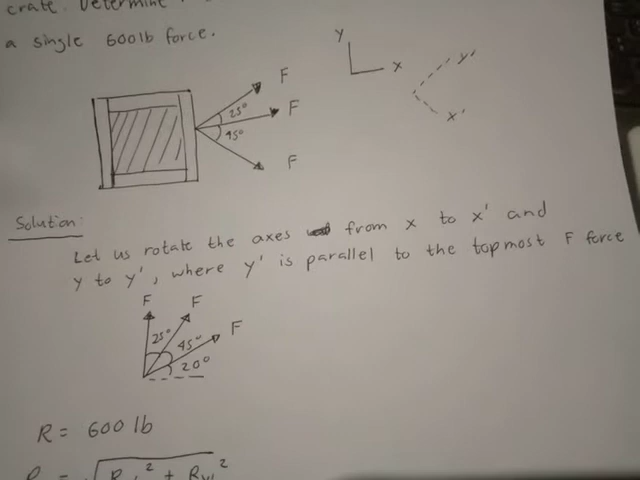 crate. Determine
a single 600lb force.
y
x
y'
x'
F
25°
F
45°
F
Solution:
Let us rotate the axes from x to x' and
y to y', where y' is parallel to the topmost F force
F
F
25°
45°
F
20°
R = 600 lb